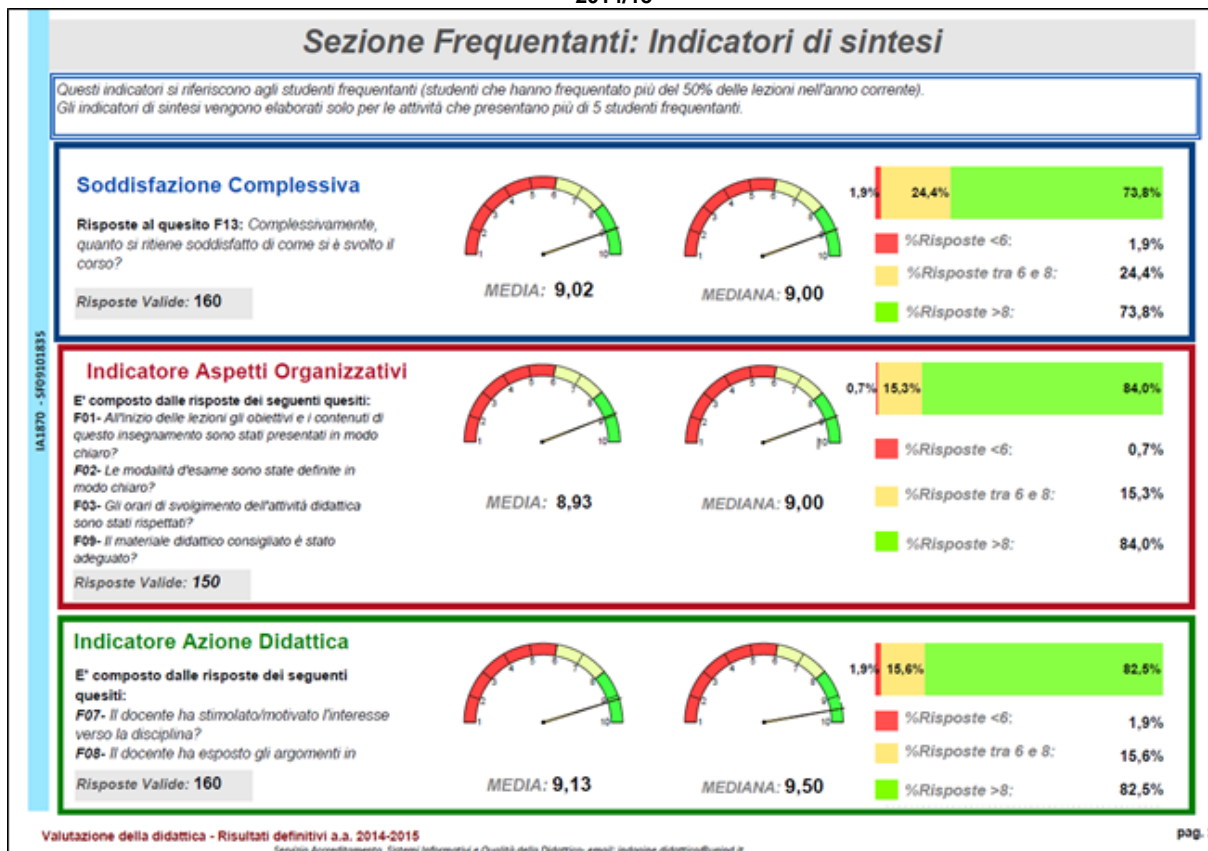 Sezione Frequentanti: Indicatori di sintesi
Questi indicatori si riferiscono agli studenti frequentanti (studenti che hanno frequentato più del 50% delle lezioni nell'anno corrente).
Gli indicatori di sintesi vengono elaborati solo per le attività che presentano più di 5 studenti frequentanti.
IA1870 - SF09101835
Soddisfazione Complessiva
Risposte al quesito F13: Complessivamente,
quanto si ritiene soddisfatto di come si è svolto il
corso?
Risposte Valide: 160
MEDIA: 9,02
MEDIANA: 9,00
1,9% 24,4% 73,8%
%Risposte <6: 1,9%
%Risposte tra 6 e 8: 24,4%
%Risposte >8: 73,8%
Indicatore Aspetti Organizzativi
E' composto dalle risposte dei seguenti quesiti:
F01- All'inizio delle lezioni gli obiettivi e i contenuti di
questo insegnamento sono stati presentati in modo
chiaro?
F02- Le modalità d'esame sono state definite in
modo chiaro?
F03- Gli orari di svolgimento dell'attività didattica
sono stati rispettati?
F09- Il materiale didattico consigliato é stato
adeguato?
Risposte Valide: 150
MEDIA: 8,93
MEDIANA: 9,00
0,7% 15,3% 84,0%
%Risposte <6: 0,7%
%Risposte tra 6 e 8: 15,3%
%Risposte >8: 84,0%
Indicatore Azione Didattica
E' composto dalle risposte dei seguenti
quesiti:
F07- Il docente ha stimolato/motivato l'interesse
verso la disciplina?
F08- Il docente ha esposto gli argomenti in
Risposte Valide: 160
MEDIA: 9,13
MEDIANA: 9,50
1,9% 15,6% 82,5%
%Risposte <6: 1,9%
%Risposte tra 6 e 8: 15,6%
%Risposte >8: 82,5%
Valutazione della didattica - Risultati definitivi a.a. 2014-2015
pag.